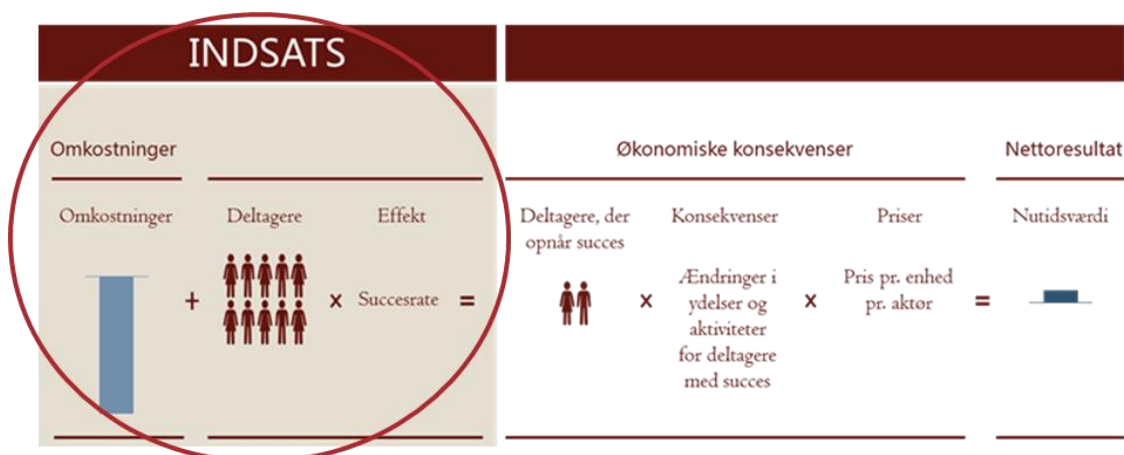 INDSATS
Omkostninger
Økonomiske konsekvenser
Nettoresultat
Omkostninger
Deltagere
Effekt
Deltagere, der
opnår succes
Konsekvenser
Priser
Nutidsværdi
+
x
Succesrate
=
x
Ændringer i
ydelser og
aktiviteter
for deltagere
med succes
x
Pris pr. enhed
pr. aktør
=